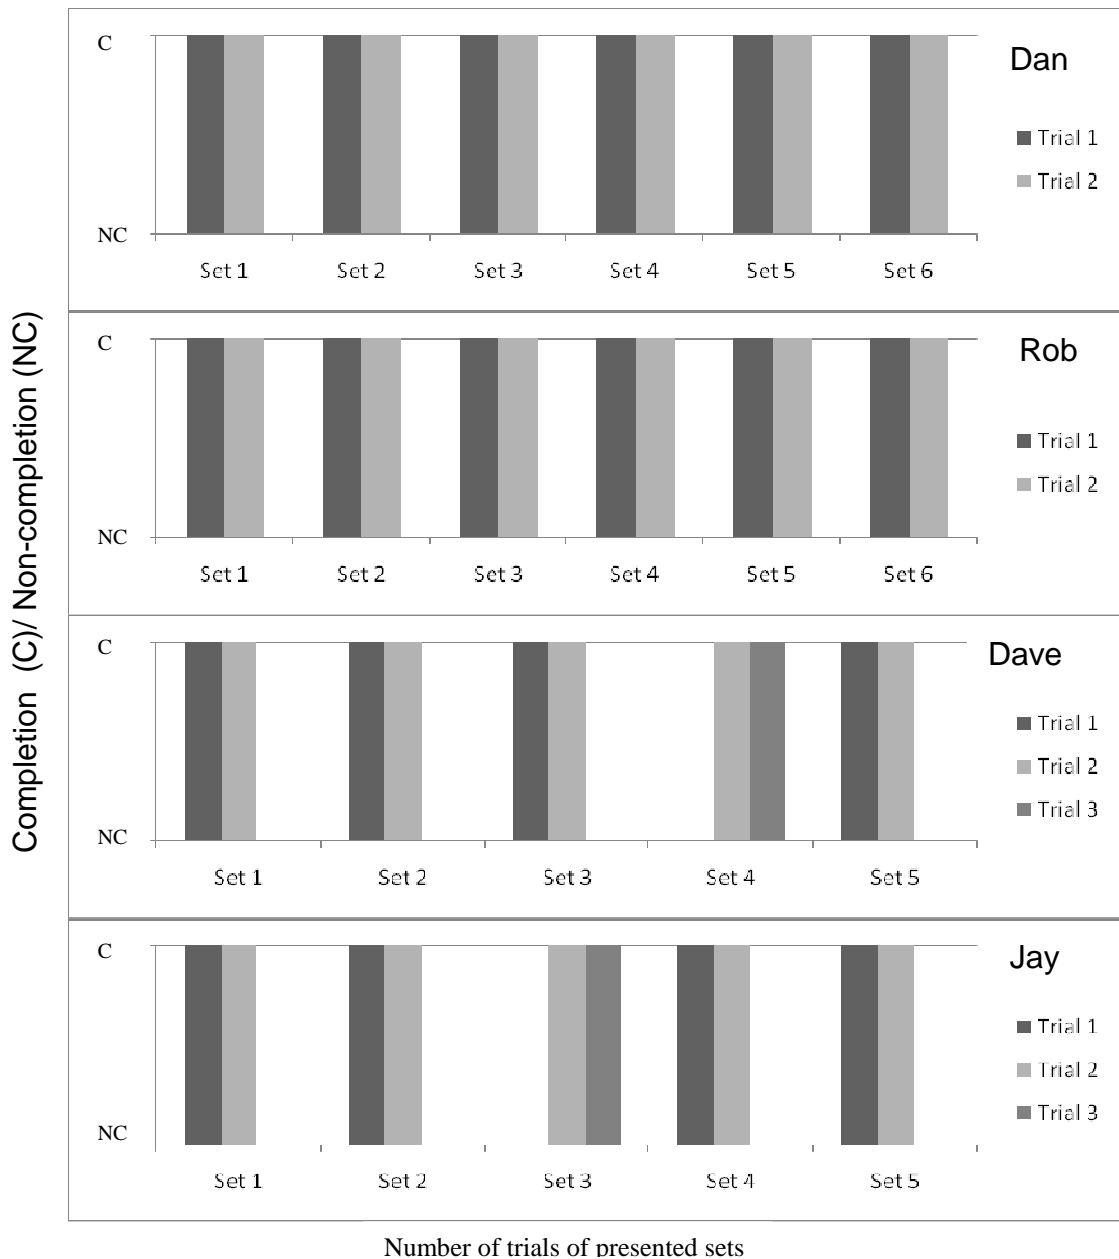 Completion (C)/ Non-completion (NC)
C
Dan
Trial 1
Trial 2
NC
Set 1 Set 2 Set 3 Set 4 Set 5 Set 6
C
Rob
Trial 1
Trial 2
NC
Set 1 Set 2 Set 3 Set 4 Set 5 Set 6
C
Dave
Trial 1
Trial 2
Trial 3
NC
Set 1 Set 2 Set 3 Set 4 Set 5
C
Jay
Trial 1
Trial 2
Trial 3
NC
Set 1 Set 2 Set 3 Set 4 Set 5
Number of trials of presented sets